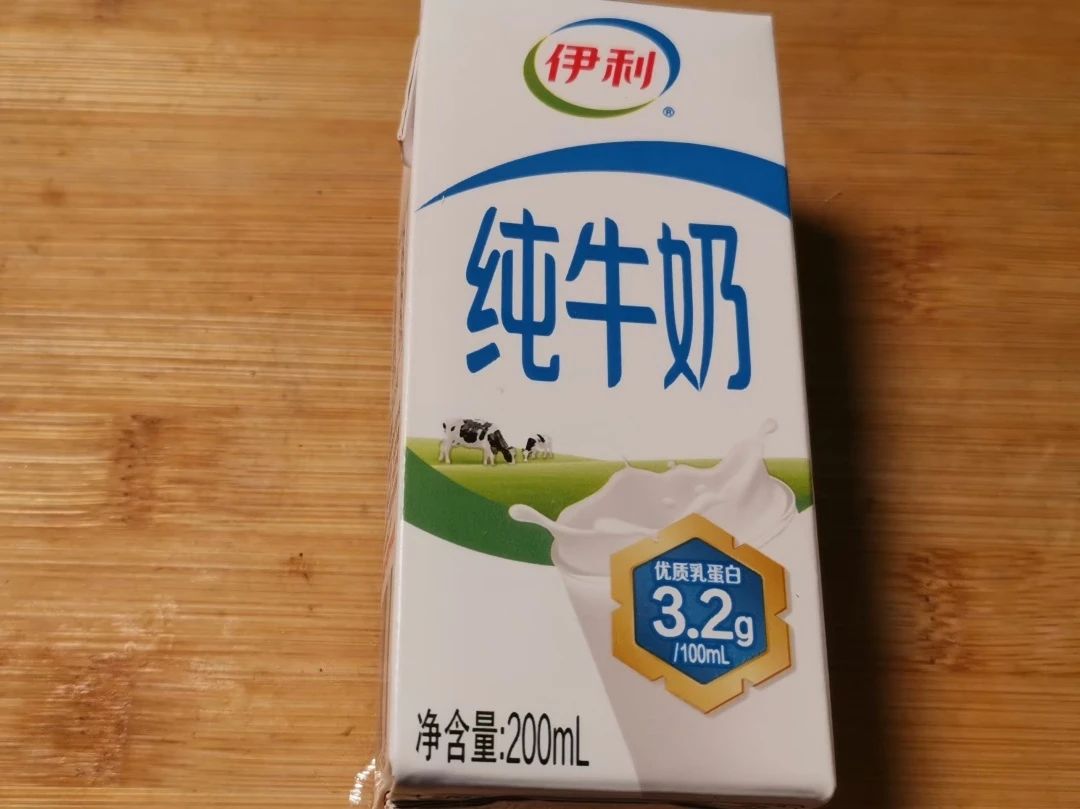 伊利
®
纯牛奶
优质乳蛋白
3.2g
/100mL
净含量:200mL